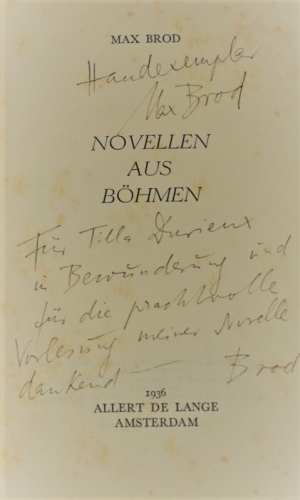 MAX BROD
Handexemplar
Max Brod
NOVELLEN
AUS
BÖHMEN
Für Tilla Durieux
in Bewunderung und
für die prachtvolle
Vorlesung meiner Novelle
dankend —
Brod
1936
ALLERT DE LANGE
AMSTERDAM